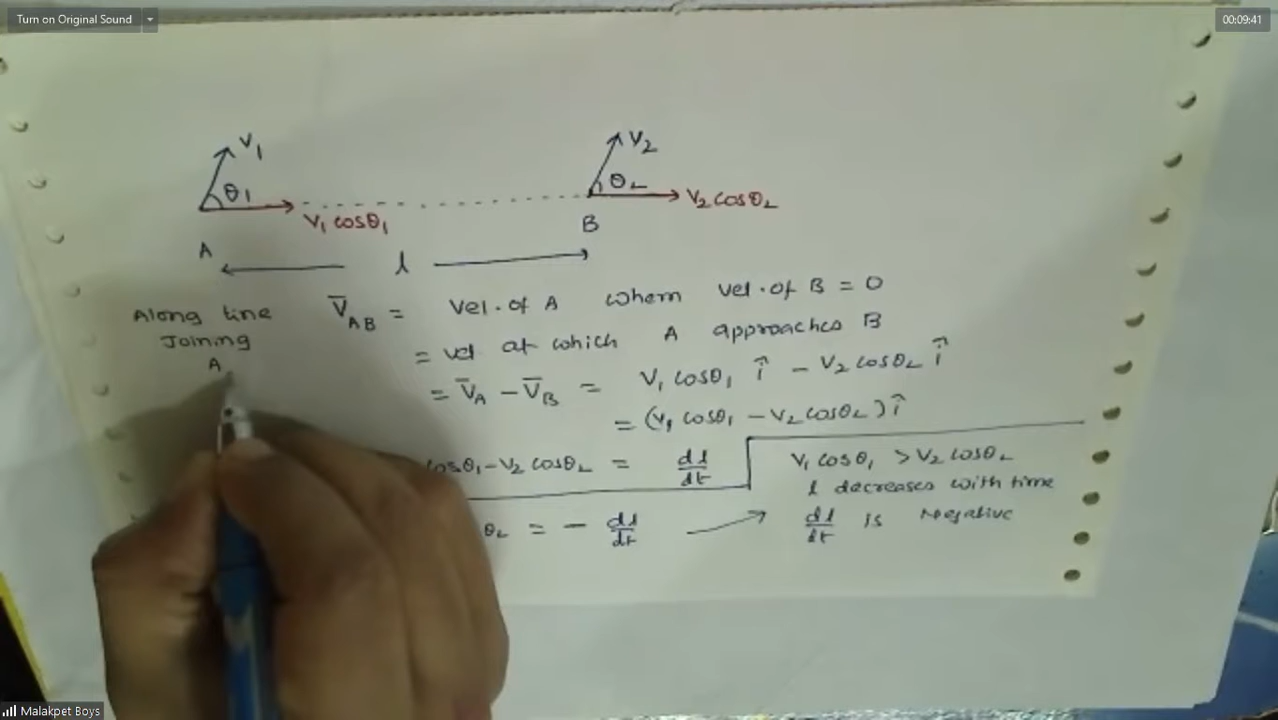 Turn on Original Sound
00:09:41
V₁
V₂
θ₁
θ₂
V₁ cosθ₁
V₂ cosθ₂
A
B
l
Along line
Joining
A
V̅_AB = Vel. of A when vel. of B = 0
= vel at which A approaches B
= V̅_A − V̅_B = V₁ cosθ₁ î − V₂ cosθ₂ î
= (V₁ cosθ₁ − V₂ cosθ₂) î
cosθ₁ − V₂ cosθ₂ = dl/dt
V₁ cosθ₁ > V₂ cosθ₂
l decreases with time
θ₂ = − dl/dt
dl/dt is Negative
Malakpet Boys